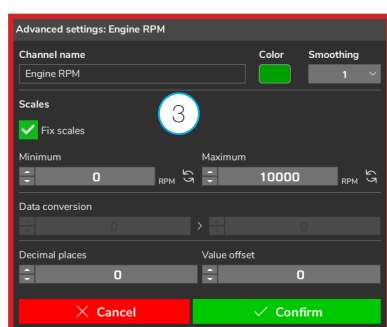 Advanced settings: Engine RPM
Channel name Color Smoothing
Engine RPM 1
Scales
3
Fix scales
Minimum Maximum
0 RPM 10000 RPM
Data conversion
0 > 0
Decimal places Value offset
0 0
Cancel Confirm